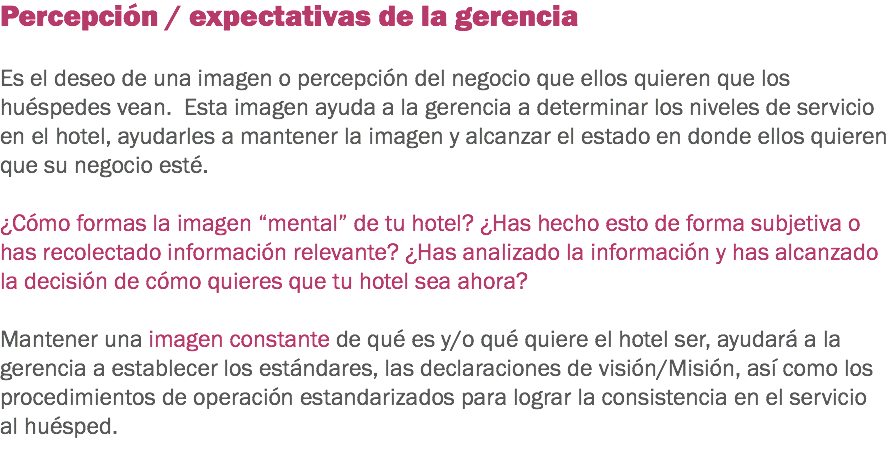 Percepción / expectativas de la gerencia
Es el deseo de una imagen o percepción del negocio que ellos quieren que los
huéspedes vean.  Esta imagen ayuda a la gerencia a determinar los niveles de servicio
en el hotel, ayudarles a mantener la imagen y alcanzar el estado en donde ellos quieren
que su negocio esté.
¿Cómo formas la imagen “mental” de tu hotel? ¿Has hecho esto de forma subjetiva o
has recolectado información relevante? ¿Has analizado la información y has alcanzado
la decisión de cómo quieres que tu hotel sea ahora?
Mantener una imagen constante de qué es y/o qué quiere el hotel ser, ayudará a la
gerencia a establecer los estándares, las declaraciones de visión/Misión, así como los
procedimientos de operación estandarizados para lograr la consistencia en el servicio
al huésped.